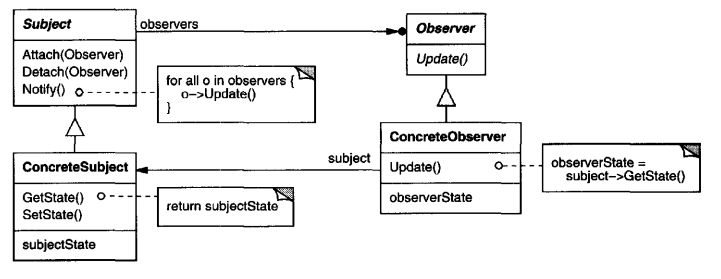 Subject
observers
Observer
Attach(Observer)
Detach(Observer)
Notify()
for all o in observers {
o->Update()
}
Update()
ConcreteSubject
GetState()
SetState()
subjectState
return subjectState
subject
ConcreteObserver
Update()
observerState
observerState =
subject->GetState()